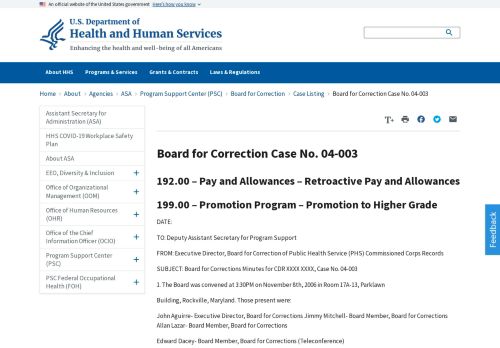 An official website of the United States government Here's how you know
U.S. Department of
Health and Human Services
Enhancing the health and well-being of all Americans
About HHS Programs & Services Grants & Contracts Laws & Regulations
Home > About > Agencies > ASA > Program Support Center (PSC) > Board for Correction > Case Listing > Board for Correction Case No. 04-003
Assistant Secretary for
Administration (ASA)
HHS COVID-19 Workplace Safety
Plan
About ASA
EEO, Diversity & Inclusion +
Office of Organizational
Management (OOM) +
Office of Human Resources
(OHR) +
Office of the Chief
Information Officer (OCIO) +
Program Support Center
(PSC) +
PSC Federal Occupational
Health (FOH) +
T+
Board for Correction Case No. 04-003
192.00 – Pay and Allowances – Retroactive Pay and Allowances
199.00 – Promotion Program – Promotion to Higher Grade
DATE:
TO: Deputy Assistant Secretary for Program Support
FROM: Executive Director, Board for Correction of Public Health Service (PHS) Commissioned Corps Records
SUBJECT: Board for Corrections Minutes for CDR XXXX XXXX, Case No. 04-003
1. The Board was convened at 3:30PM on November 8th, 2006 in Room 17A-13, Parklawn
Building, Rockville, Maryland. Those present were:
John Aguirre- Executive Director, Board for Corrections Jimmy Mitchell- Board Member, Board for Corrections
Allan Lazar- Board Member, Board for Corrections
Edward Dacey- Board Member, Board for Corrections (Teleconference)
Feedback